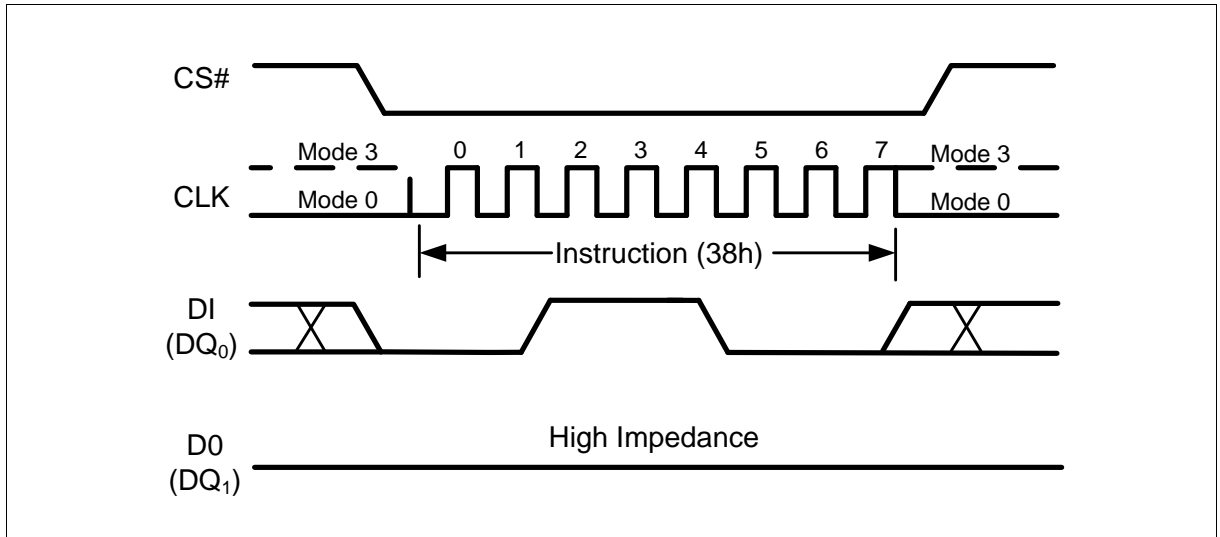 CS#
Mode 3 0 1 2 3 4 5 6 7 Mode 3
CLK
Mode 0 Mode 0
Instruction (38h)
DI
(DQ0)
High Impedance
D0
(DQ1)